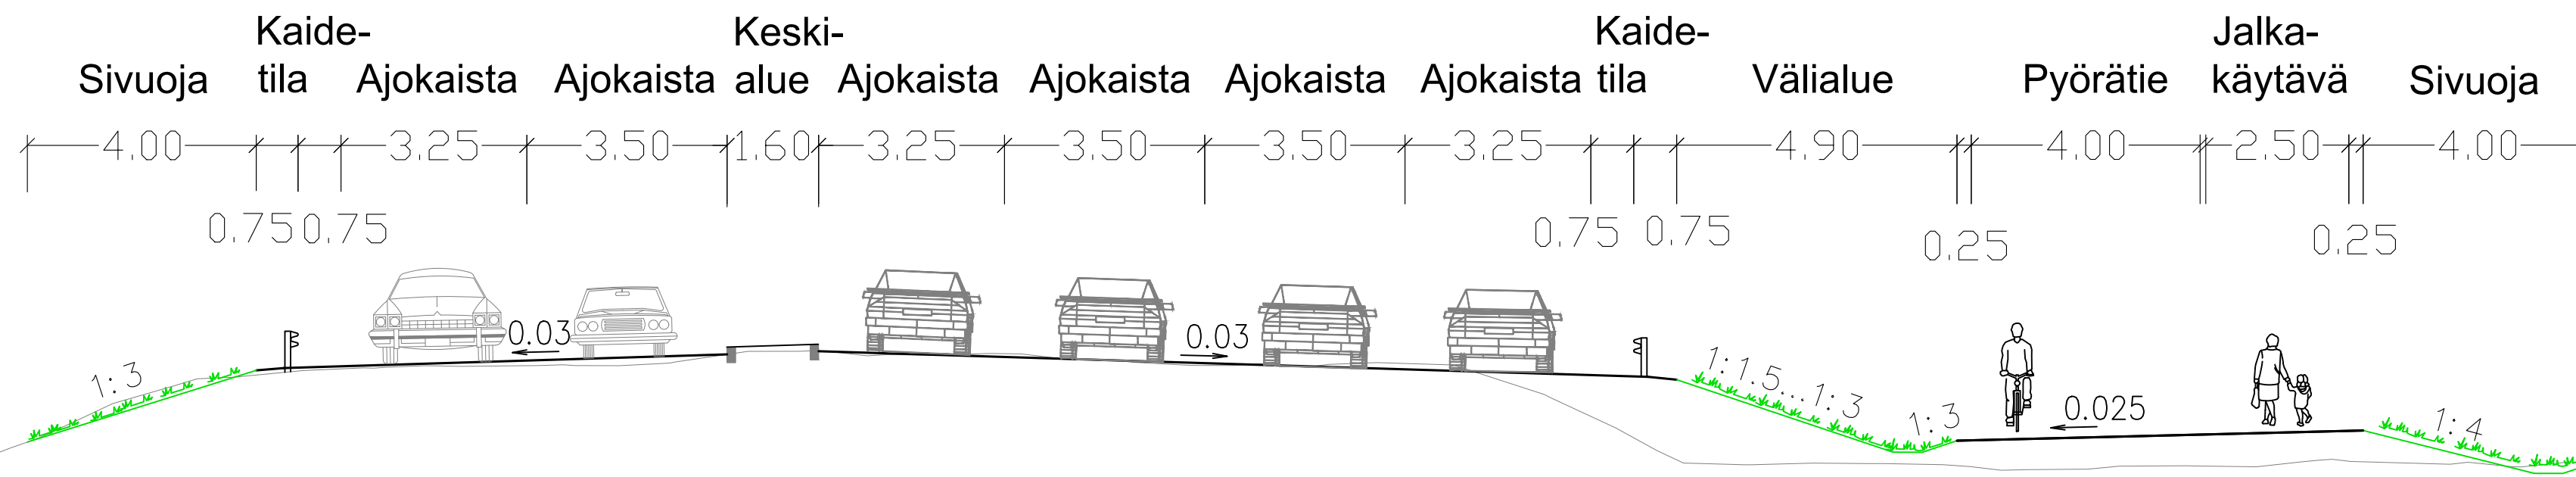 Kaide- Keski- Kaide- Jalka-
Sivuoja tila Ajokaista Ajokaista alue Ajokaista Ajokaista Ajokaista Ajokaista tila Välialue Pyörätie käytävä Sivuoja
4.00 3.25 3.50 1.60 3.25 3.50 3.50 3.25 4.90 4.00 2.50 4.00
0.75 0.75 0.75 0.75 0.25 0.25
0.03 0.03
1:3 1:1.5...1:3 1:3 0.025 1:4